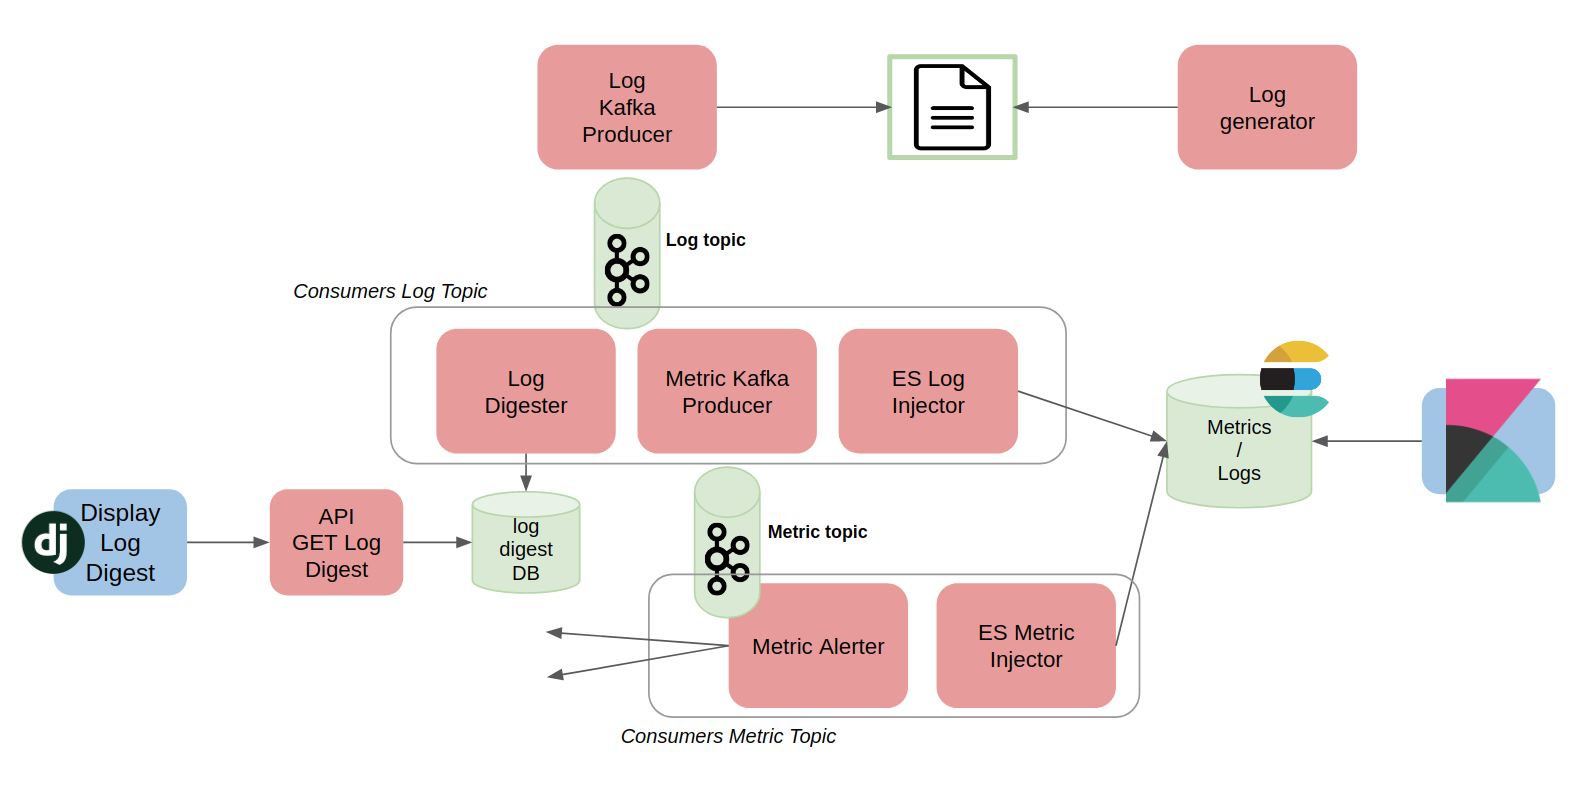 Log
Kafka
Producer
Log
generator
Log topic
Consumers Log Topic
Log
Digester
Metric Kafka
Producer
ES Log
Injector
Metrics
/
Logs
dj
Display
Log
Digest
API
GET Log
Digest
log
digest
DB
Metric topic
Metric Alerter
ES Metric
Injector
Consumers Metric Topic